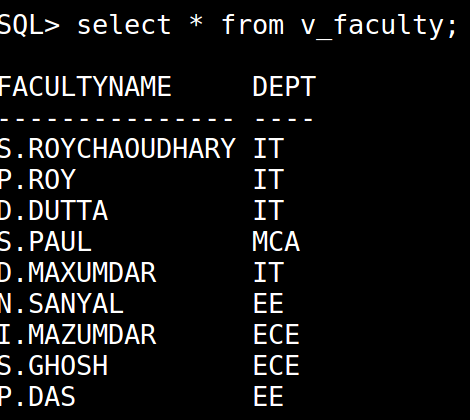 SQL> select * from v_faculty;
FACULTYNAME     DEPT
--------------- ----
S.ROYCHAOUDHARY IT
P.ROY           IT
D.DUTTA         IT
S.PAUL          MCA
D.MAXUMDAR      IT
N.SANYAL        EE
I.MAZUMDAR      ECE
S.GHOSH         ECE
P.DAS           EE